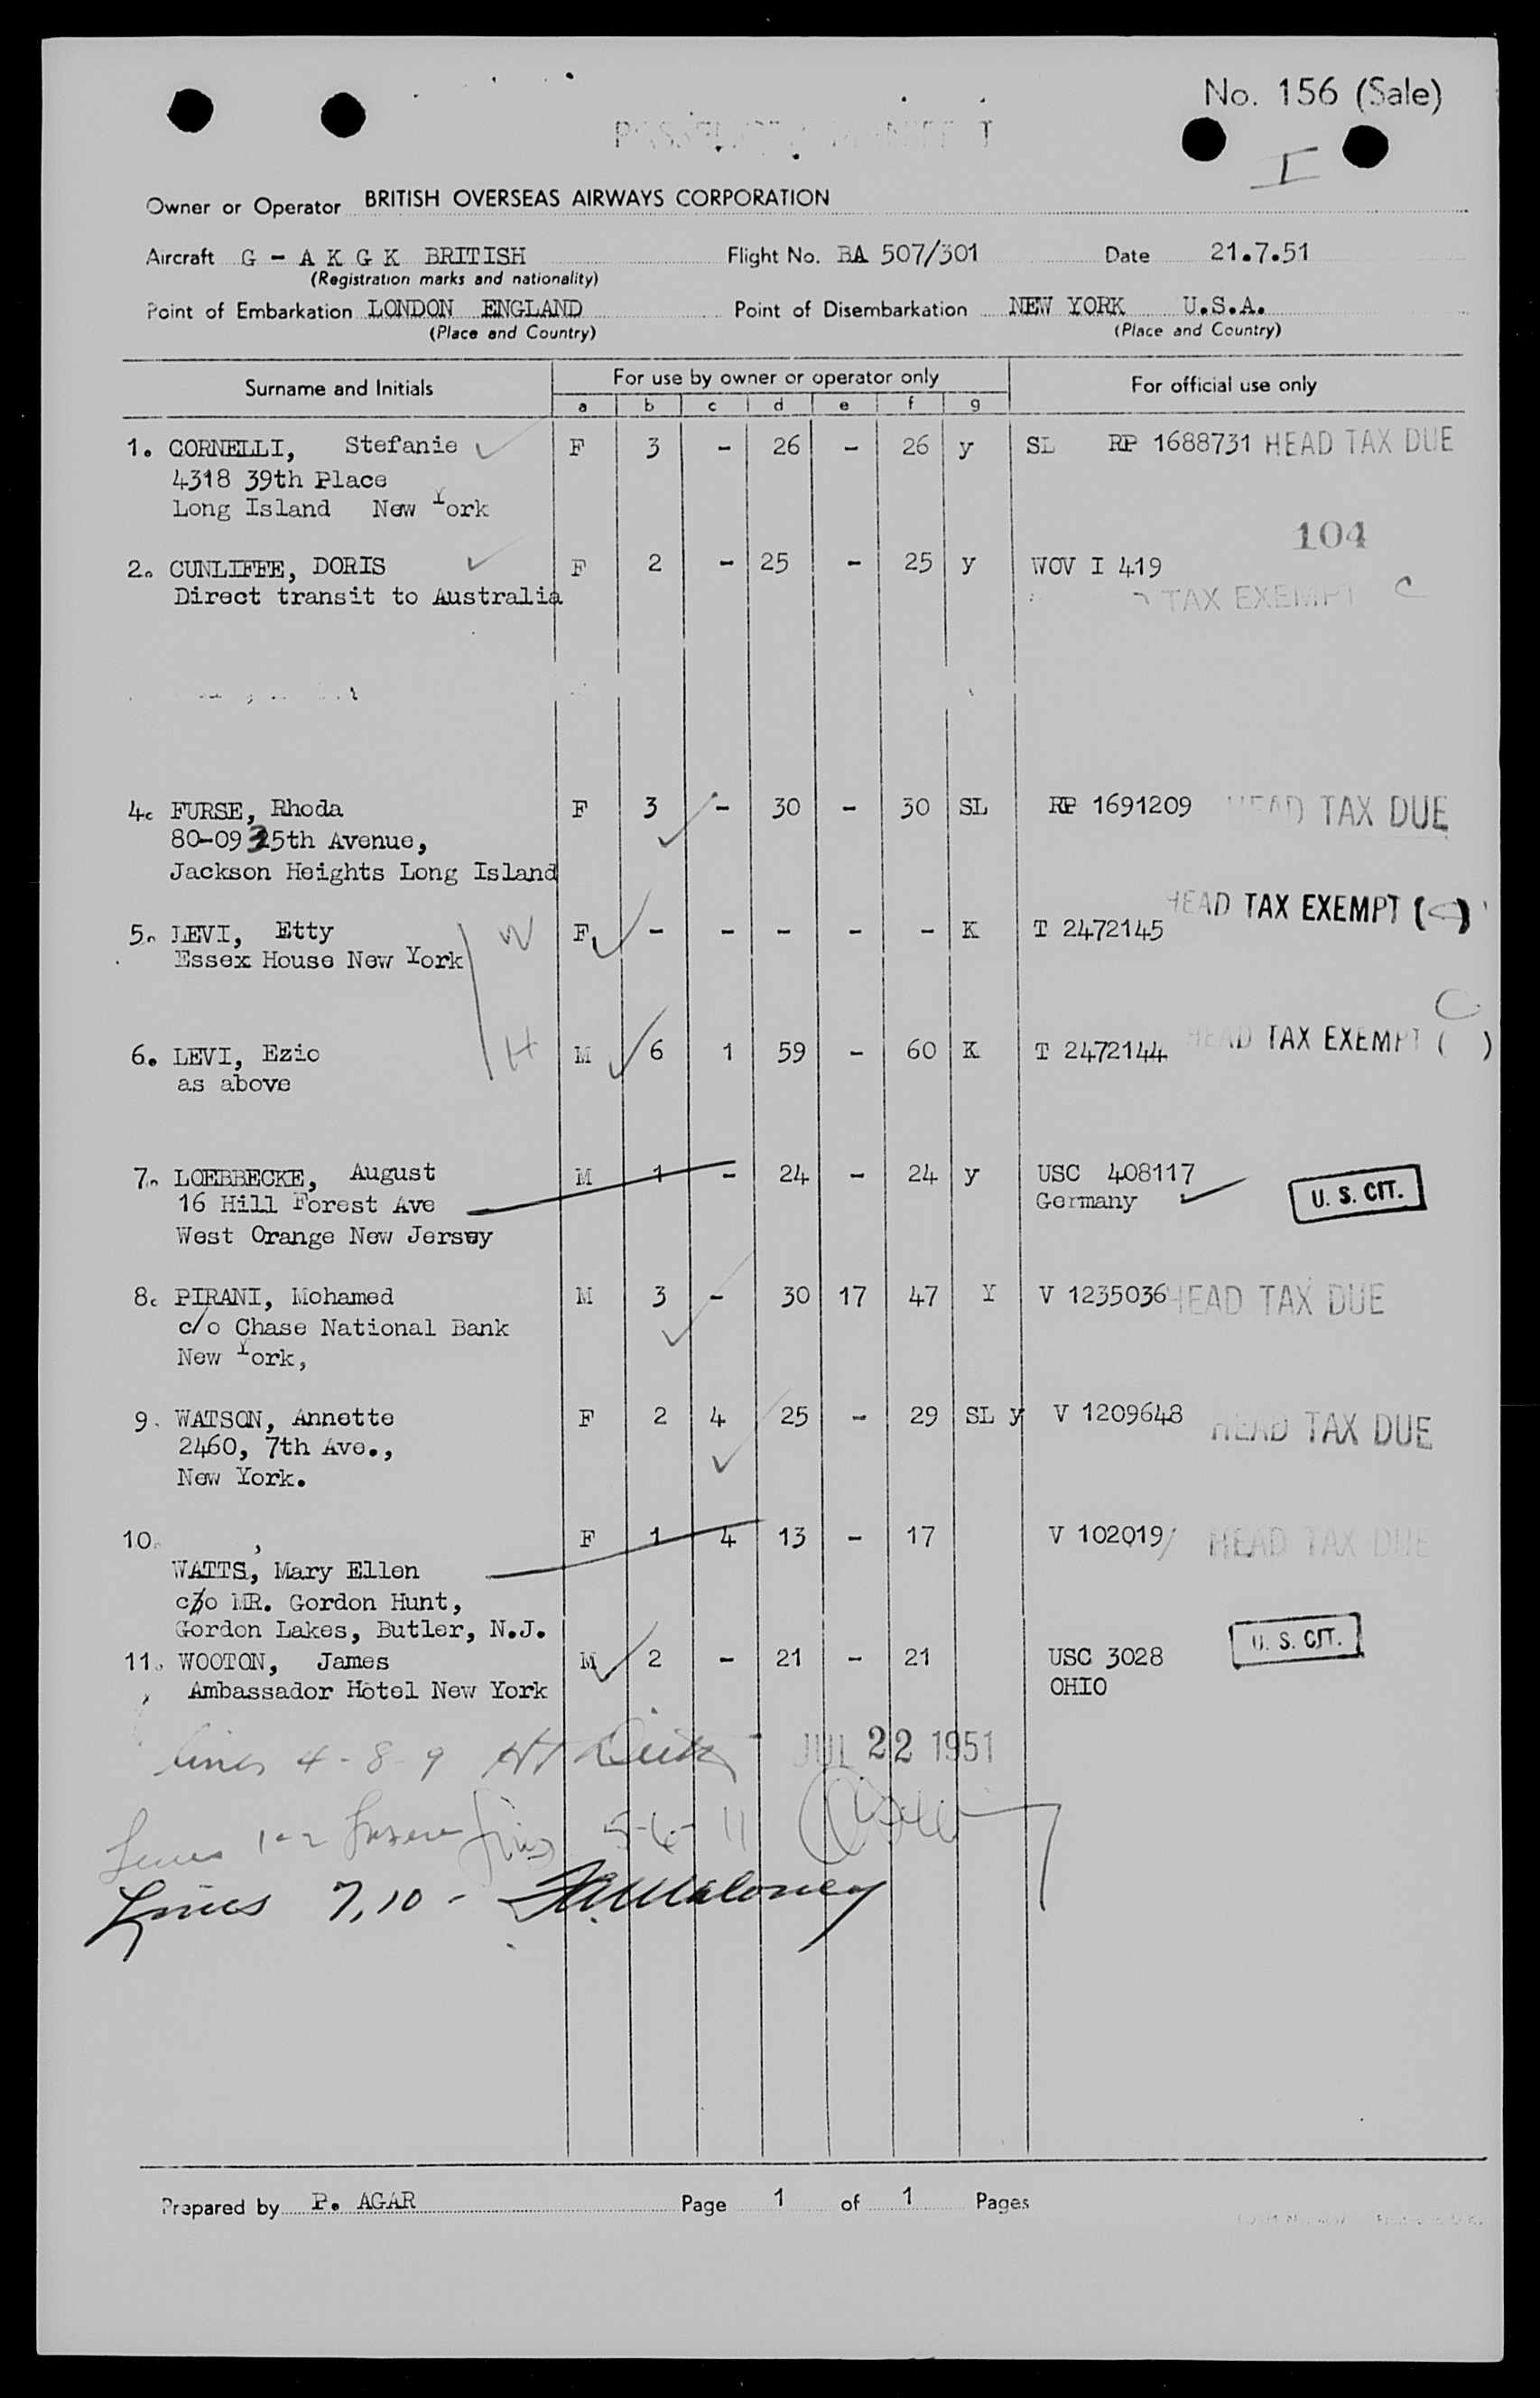 No. 156 (Sale)
I
Owner or Operator BRITISH OVERSEAS AIRWAYS CORPORATION
Aircraft G - A K G K BRITISH Flight No. BA 507/301 Date 21.7.51
(Registration marks and nationality)
Point of Embarkation LONDON ENGLAND Point of Disembarkation NEW YORK U.S.A.
(Place and Country) (Place and Country)
Surname and Initials For use by owner or operator only For official use only
a b c d e f g
1. CORNELLI, Stefanie F 3 - 26 - 26 y SL RP 1688731 HEAD TAX DUE
4318 39th Place
Long Island New York
104
2. CUNLIFFE, DORIS F 2 - 25 - 25 y WOV I 419
Direct transit to Australia TAX EXEMPT C
4. FURSE, Rhoda F 3 - 30 - 30 SL RP 1691209 HEAD TAX DUE
80-09 35th Avenue,
Jackson Heights Long Island
HEAD TAX EXEMPT (C)
5. LEVI, Etty W F - - - - - K T 2472145
Essex House New York
C
6. LEVI, Ezio H M 6 1 59 - 60 K T 2472144 HEAD TAX EXEMPT ( )
as above
7. LOEBBECKE, August M 1 - 24 - 24 y USC 408117
16 Hill Forest Ave Germany U. S. CIT.
West Orange New Jersey
8. PIRANI, Mohamed M 3 - 30 17 47 Y V 1235036 HEAD TAX DUE
c/o Chase National Bank
New York,
9. WATSON, Annette F 2 4 25 - 29 SL y V 1209648 HEAD TAX DUE
2460, 7th Ave.,
New York.
10. , F 1 4 13 - 17 V 102019 HEAD TAX DUE
WATTS, Mary Ellen
c/o MR. Gordon Hunt,
Gordon Lakes, Butler, N.J.
11. WOOTON, James M 2 - 21 - 21 USC 3028 U. S. CIT.
Ambassador Hotel New York OHIO
lines 4-8-9 JUL 22 1951
Lines 1-2 5-6-11
Lines 7,10 - Maloney
Prepared by P. AGAR Page 1 of 1 Pages